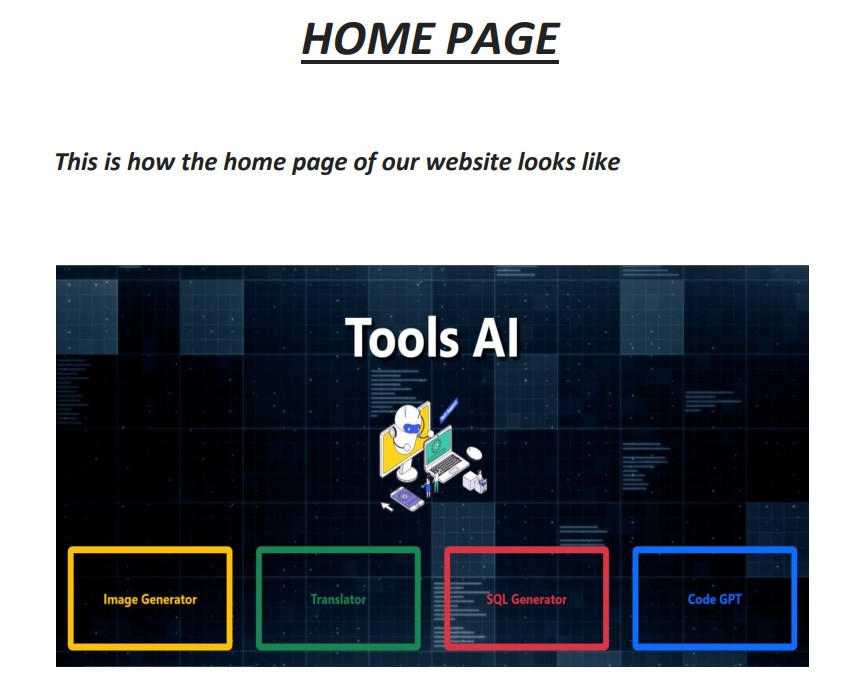 HOME PAGE
This is how the home page of our website looks like
Tools AI
Image Generator
Translator
SQL Generator
Code GPT